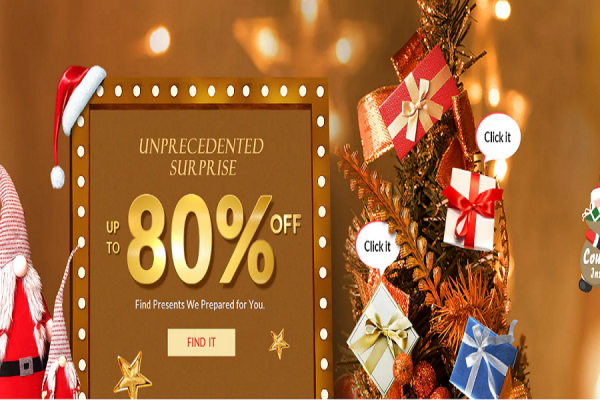 UNPRECEDENTED
SURPRISE
UP
TO
80%
OFF
Find Presents We Prepared for You.
FIND IT
Click it
Click it